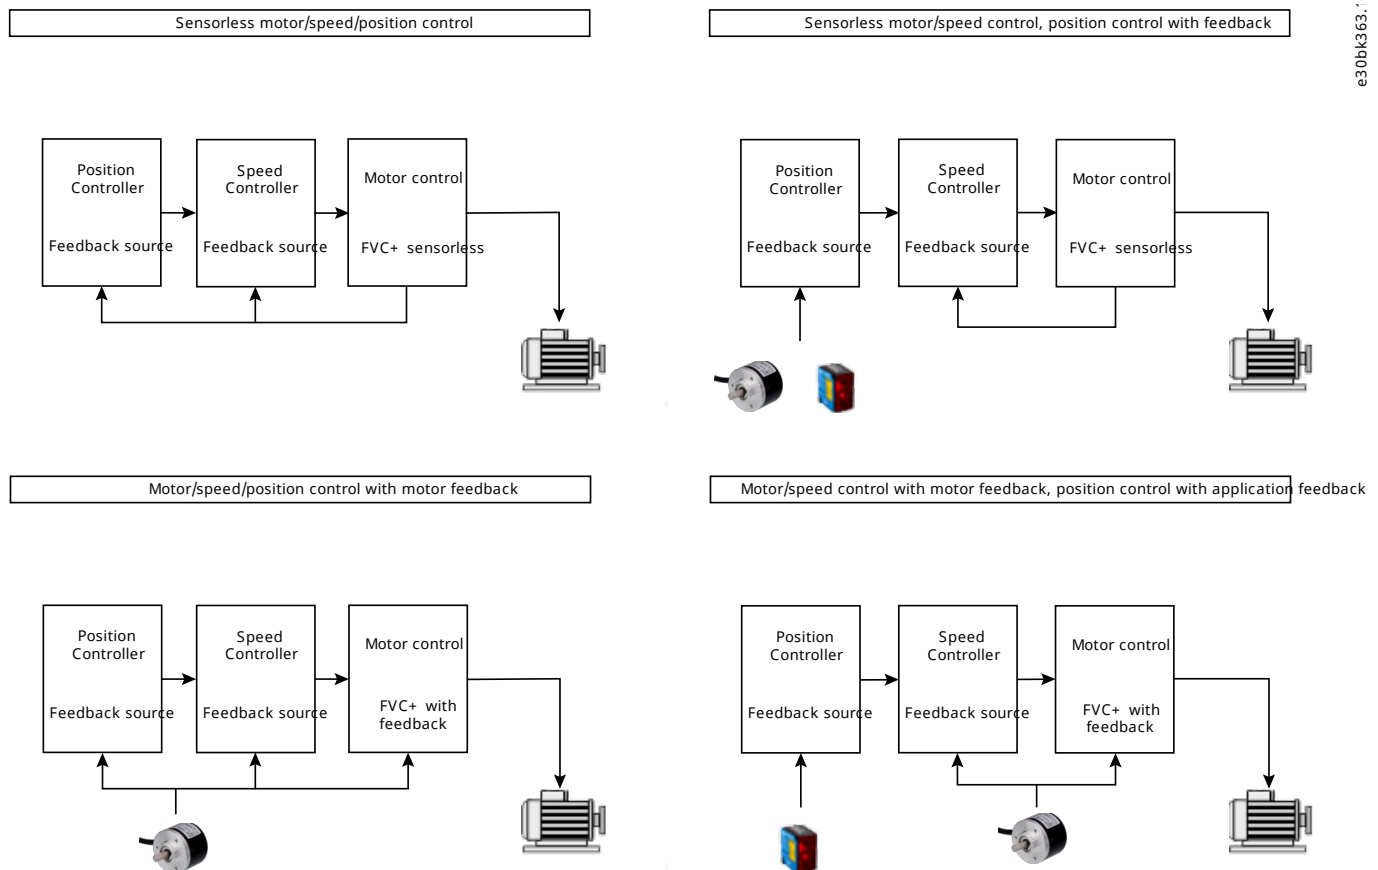 Sensorless motor/speed/position control
Position
Controller
Feedback source
Speed
Controller
Feedback source
Motor control
FVC+ sensorless
Sensorless motor/speed control, position control with feedback
Position
Controller
Feedback source
Speed
Controller
Feedback source
Motor control
FVC+ sensorless
e30bk363.1
Motor/speed/position control with motor feedback
Position
Controller
Feedback source
Speed
Controller
Feedback source
Motor control
FVC+ with
feedback
Motor/speed control with motor feedback, position control with application feedback
Position
Controller
Feedback source
Speed
Controller
Feedback source
Motor control
FVC+ with
feedback